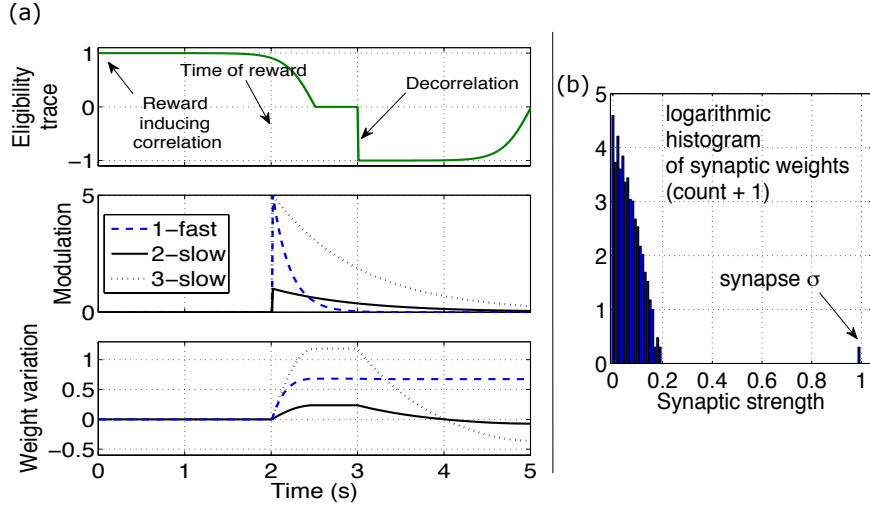 (a)
Eligibility
trace
1
0
−1
Time of reward
Reward
inducing
correlation
Decorrelation
Modulation
5
0
1-fast
2-slow
3-slow
Weight variation
1
0.5
0
−0.5
0 1 2 3 4 5
Time (s)
(b)
5
4
3
2
1
0
logarithmic
histogram
of synaptic weights
(count + 1)
synapse σ
0 0.2 0.4 0.6 0.8 1
Synaptic strength